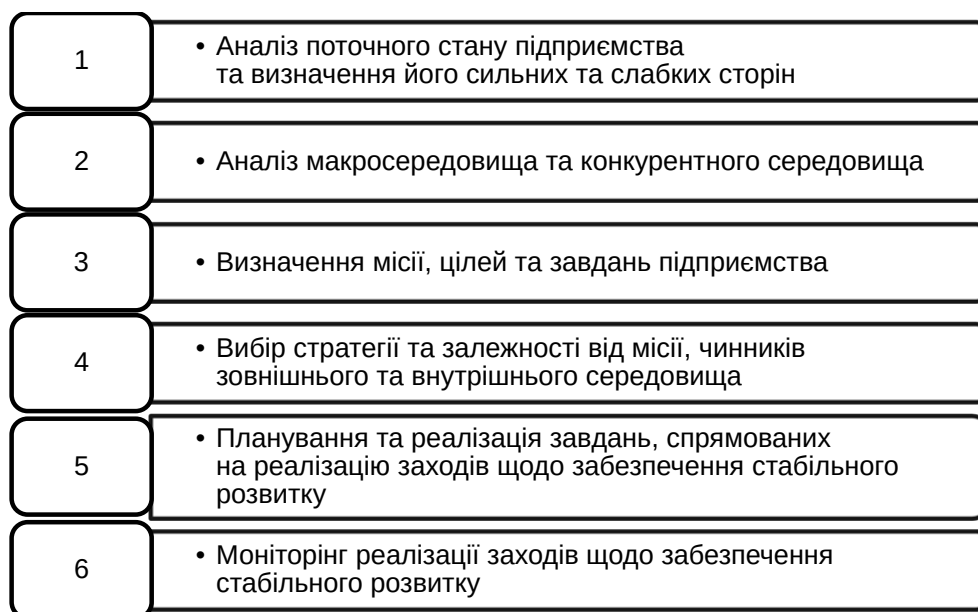 1
• Аналіз поточного стану підприємства
та визначення його сильних та слабких сторін
2
• Аналіз макросередовища та конкурентного середовища
3
• Визначення місії, цілей та завдань підприємства
4
• Вибір стратегії та залежності від місії, чинників
зовнішнього та внутрішнього середовища
5
• Планування та реалізація завдань, спрямованих
на реалізацію заходів щодо забезпечення стабільного
розвитку
6
• Моніторінг реалізації заходів щодо забезпечення
стабільного розвитку